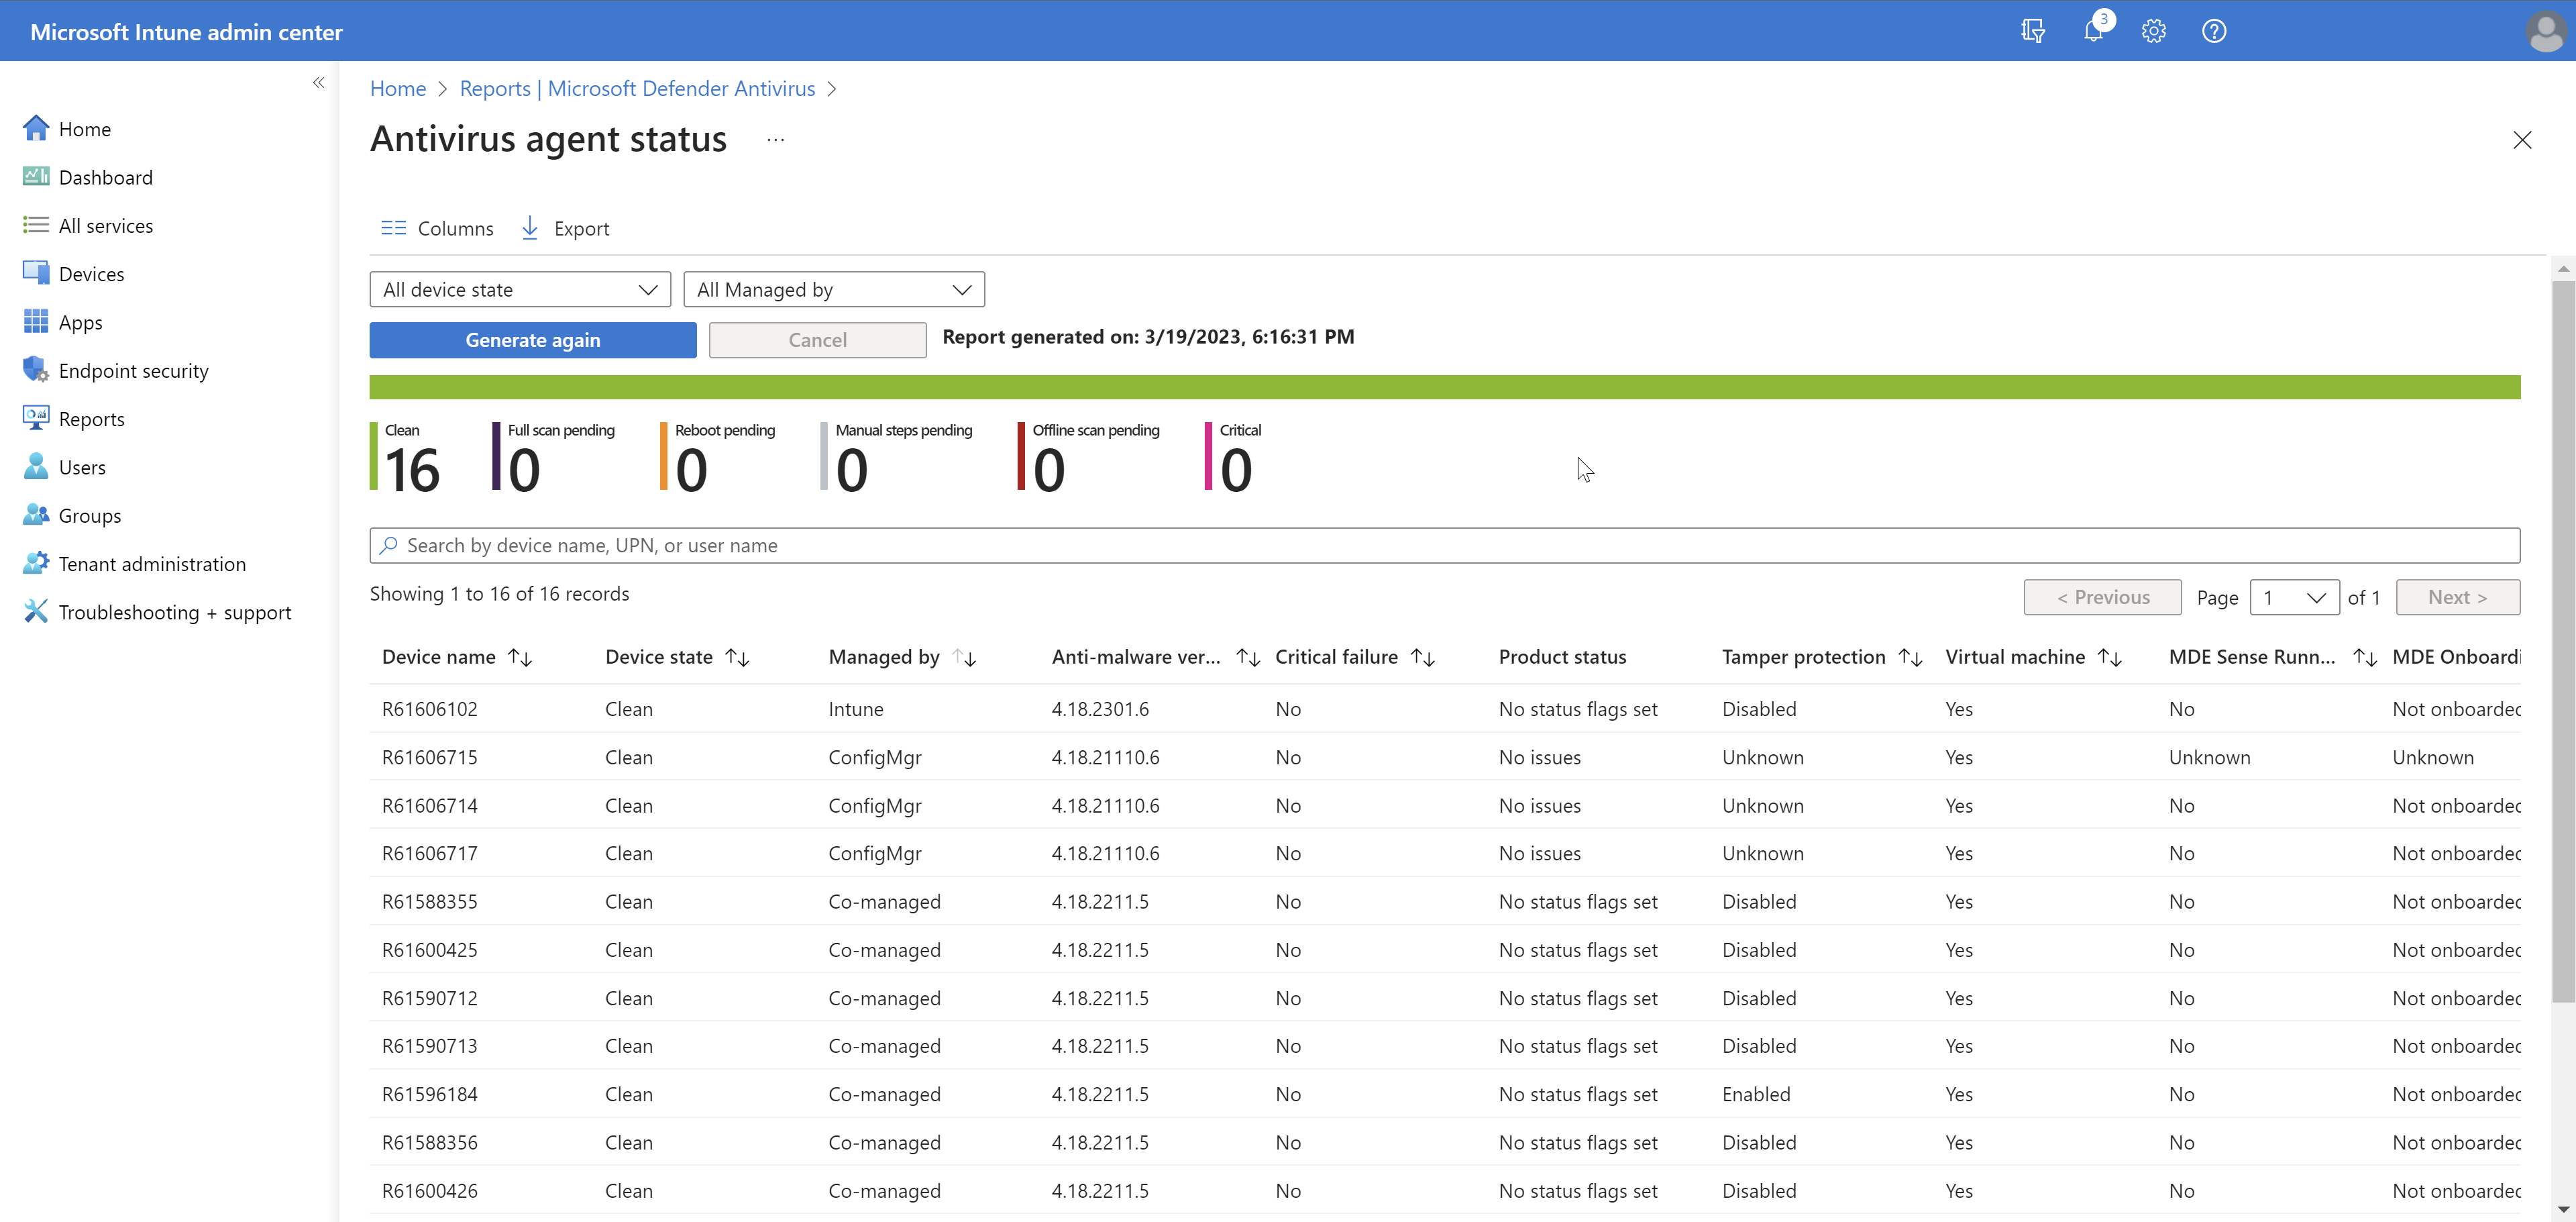 Microsoft Intune admin center
3
Home
Dashboard
All services
Devices
Apps
Endpoint security
Reports
Users
Groups
Tenant administration
Troubleshooting + support
Home > Reports | Microsoft Defender Antivirus >
Antivirus agent status ...
Columns Export
All device state All Managed by
Generate again Cancel Report generated on: 3/19/2023, 6:16:31 PM
Clean Full scan pending Reboot pending Manual steps pending Offline scan pending Critical
16 0 0 0 0 0
Search by device name, UPN, or user name
Showing 1 to 16 of 16 records
< Previous Page 1 of 1 Next >
Device name Device state Managed by Anti-malware ver... Critical failure Product status Tamper protection Virtual machine MDE Sense Runn... MDE Onboardi
R61606102 Clean Intune 4.18.2301.6 No No status flags set Disabled Yes No Not onboarded
R61606715 Clean ConfigMgr 4.18.21110.6 No No issues Unknown Yes Unknown Unknown
R61606714 Clean ConfigMgr 4.18.21110.6 No No issues Unknown Yes No Not onboarded
R61606717 Clean ConfigMgr 4.18.21110.6 No No issues Unknown Yes No Not onboarded
R61588355 Clean Co-managed 4.18.2211.5 No No status flags set Disabled Yes No Not onboarded
R61600425 Clean Co-managed 4.18.2211.5 No No status flags set Disabled Yes No Not onboarded
R61590712 Clean Co-managed 4.18.2211.5 No No status flags set Disabled Yes No Not onboarded
R61590713 Clean Co-managed 4.18.2211.5 No No status flags set Disabled Yes No Not onboarded
R61596184 Clean Co-managed 4.18.2211.5 No No status flags set Enabled Yes No Not onboarded
R61588356 Clean Co-managed 4.18.2211.5 No No status flags set Disabled Yes No Not onboarded
R61600426 Clean Co-managed 4.18.2211.5 No No status flags set Disabled Yes No Not onboarded